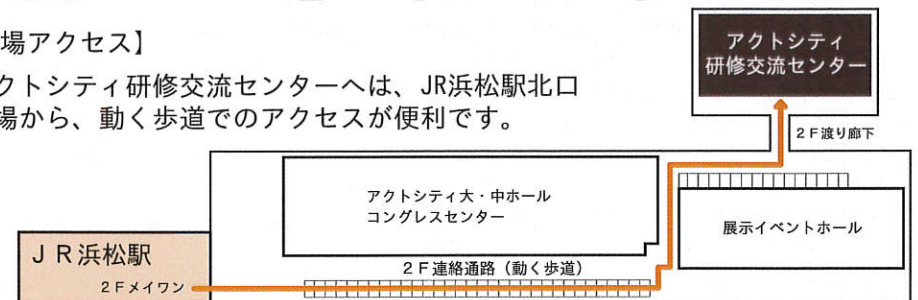 場アクセス】
クトシティ研修交流センターへは、JR浜松駅北口
場から、動く歩道でのアクセスが便利です。
アクトシティ
研修交流センター
2F渡り廊下
アクトシティ大・中ホール
コングレスセンター
展示イベントホール
JR浜松駅
2Fメイワン
2F連絡通路（動く歩道）